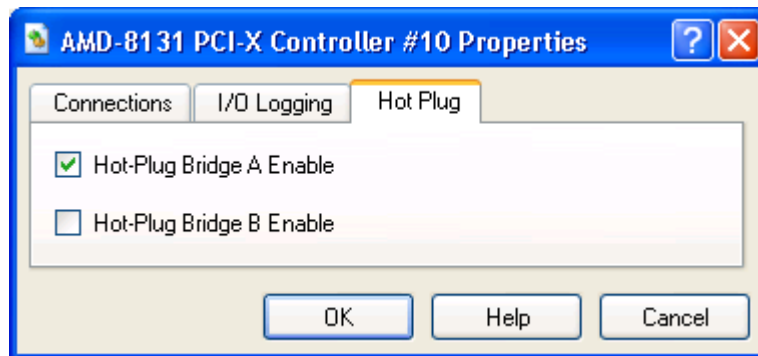 AMD-8131 PCI-X Controller #10 Properties
Connections I/O Logging Hot Plug
Hot-Plug Bridge A Enable
Hot-Plug Bridge B Enable
OK Help Cancel